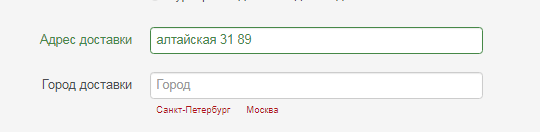 Адрес доставки алтайская 31 89
Город доставки Город
Санкт-Петербург Москва